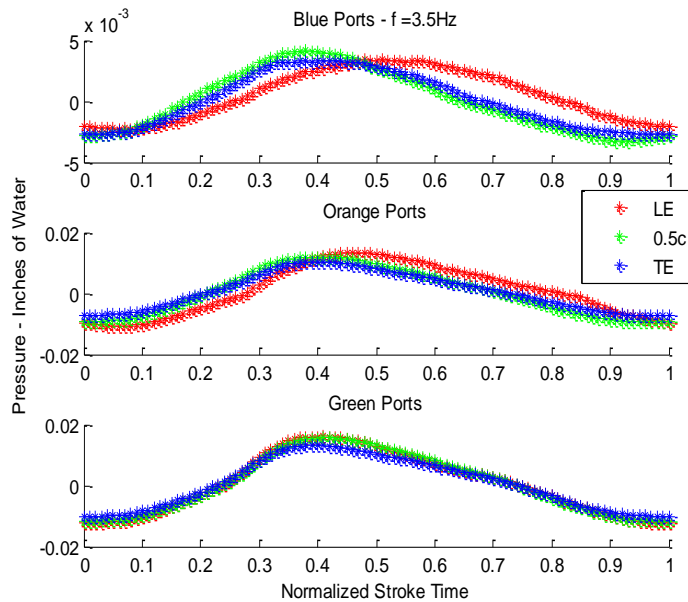 Blue Ports - f =3.5Hz
5 x 10^-3
0
-5
0 0.1 0.2 0.3 0.4 0.5 0.6 0.7 0.8 0.9 1
Orange Ports
0.02
0
-0.02
0 0.1 0.2 0.3 0.4 0.5 0.6 0.7 0.8 0.9 1
LE
0.5c
TE
Pressure - Inches of Water
Green Ports
0.02
0
-0.02
0 0.1 0.2 0.3 0.4 0.5 0.6 0.7 0.8 0.9 1
Normalized Stroke Time